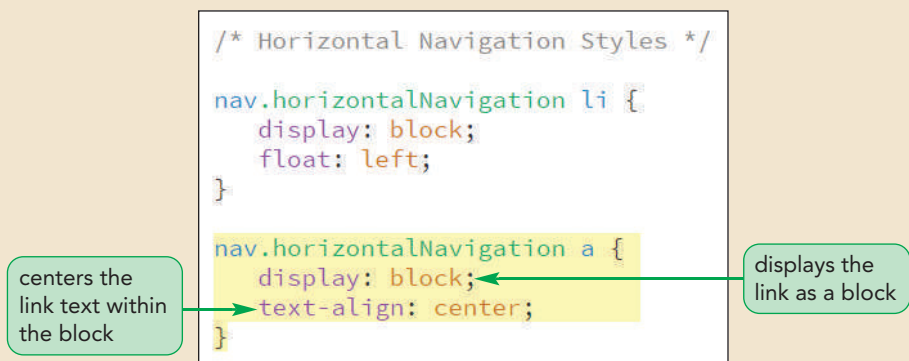 /* Horizontal Navigation Styles */
nav.horizontalNavigation li {
display: block;
float: left;
}
nav.horizontalNavigation a {
display: block;
text-align: center;
}
centers the
link text within
the block
displays the
link as a block